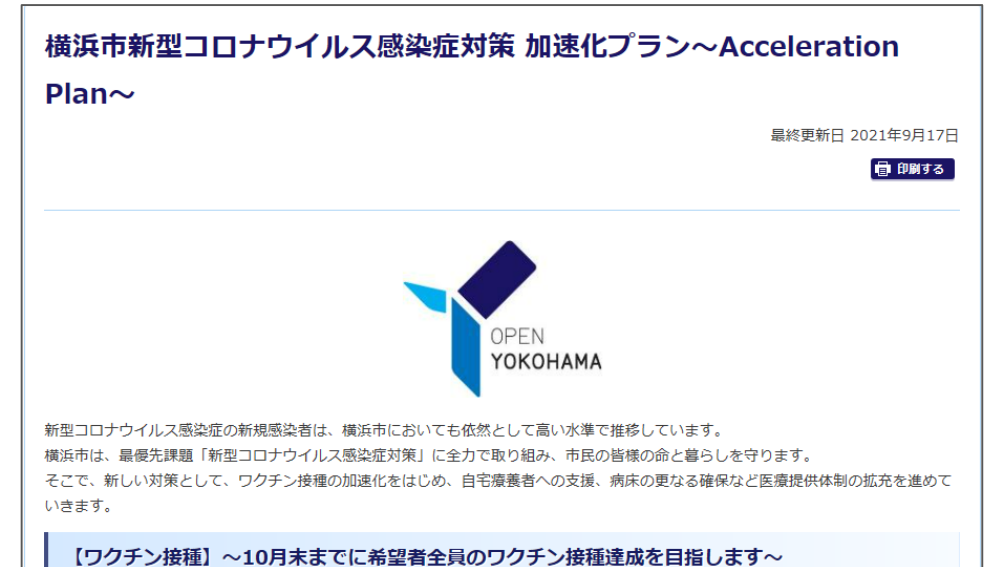 横浜市新型コロナウイルス感染症対策 加速化プラン～Acceleration
Plan～
最終更新日 2021年9月17日
印刷する
OPEN
YOKOHAMA
新型コロナウイルス感染症の新規感染者は、横浜市においても依然として高い水準で推移しています。
横浜市は、最優先課題「新型コロナウイルス感染症対策」に全力で取り組み、市民の皆様の命と暮らしを守ります。
そこで、新しい対策として、ワクチン接種の加速化をはじめ、自宅療養者への支援、病床の更なる確保など医療提供体制の拡充を進めて
いきます。
【ワクチン接種】～10月末までに希望者全員のワクチン接種達成を目指します～